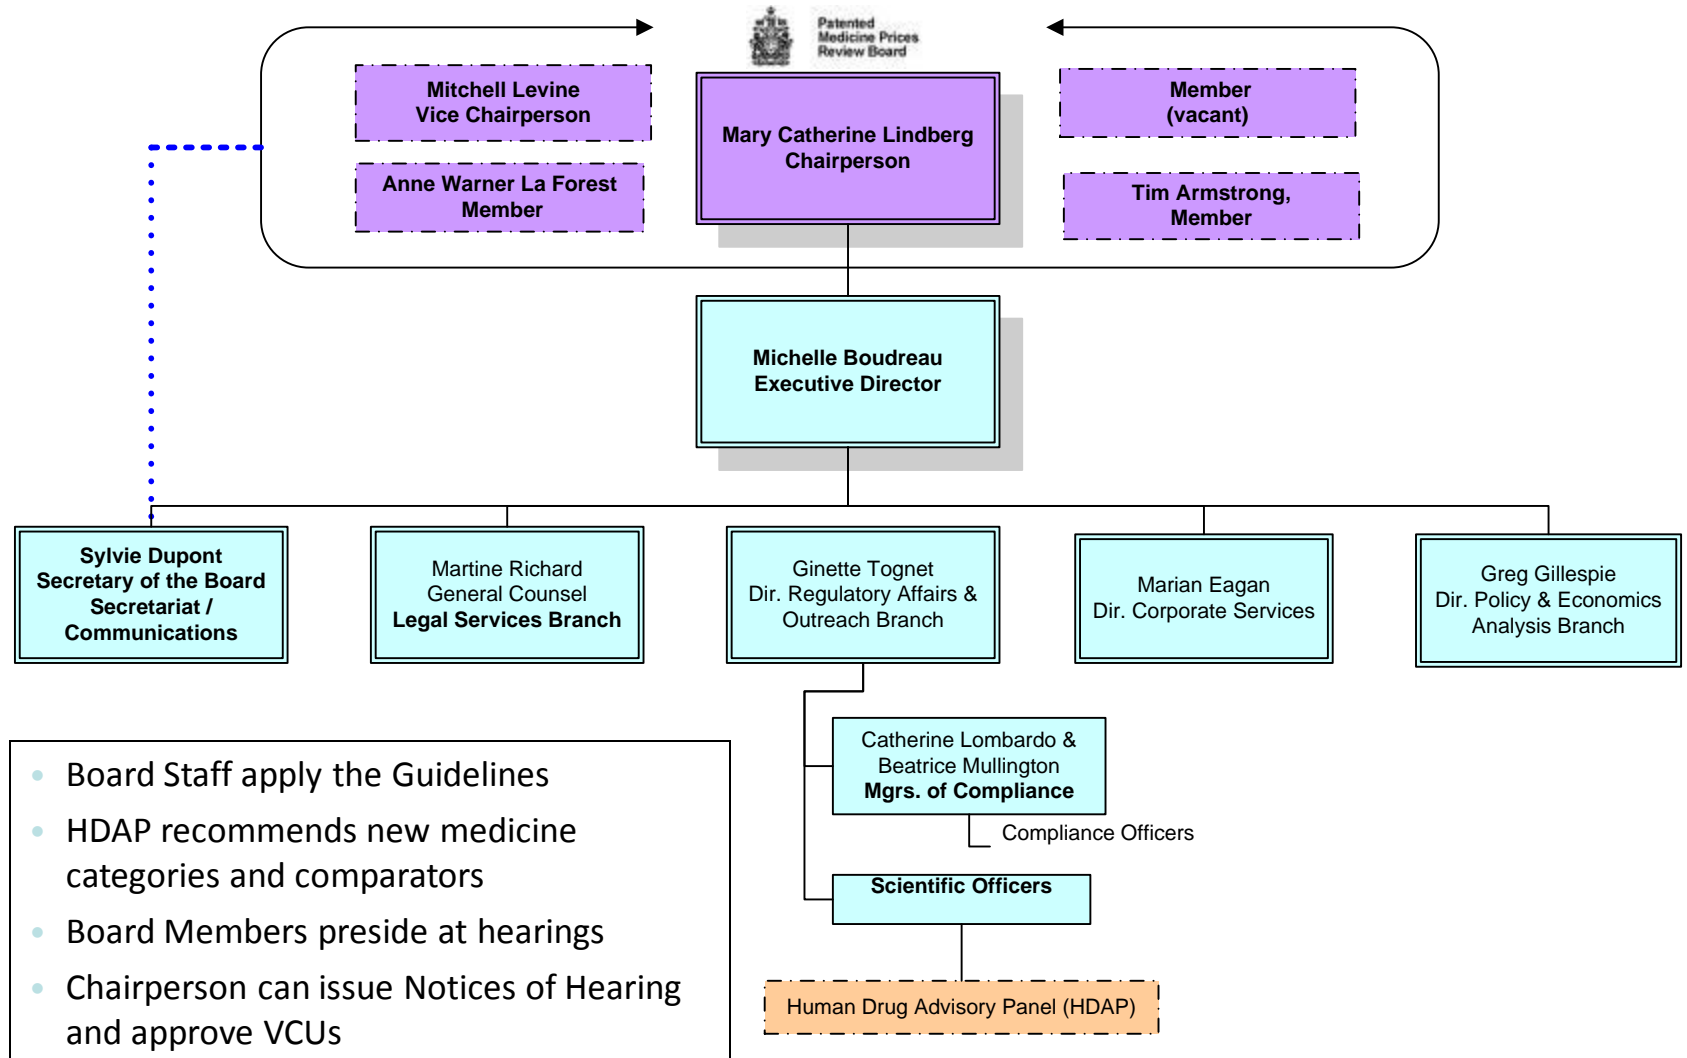 Patented
Medicine Prices
Review Board
Mitchell Levine
Vice Chairperson
Anne Warner La Forest
Member
Mary Catherine Lindberg
Chairperson
Member
(vacant)
Tim Armstrong,
Member
Michelle Boudreau
Executive Director
Sylvie Dupont
Secretary of the Board
Secretariat /
Communications
Martine Richard
General Counsel
Legal Services Branch
Ginette Tognet
Dir. Regulatory Affairs &
Outreach Branch
Marian Eagan
Dir. Corporate Services
Greg Gillespie
Dir. Policy & Economics
Analysis Branch
Catherine Lombardo &
Beatrice Mullington
Mgrs. of Compliance
Compliance Officers
Scientific Officers
Human Drug Advisory Panel (HDAP)
• Board Staff apply the Guidelines
• HDAP recommends new medicine
categories and comparators
• Board Members preside at hearings
• Chairperson can issue Notices of Hearing
and approve VCUs